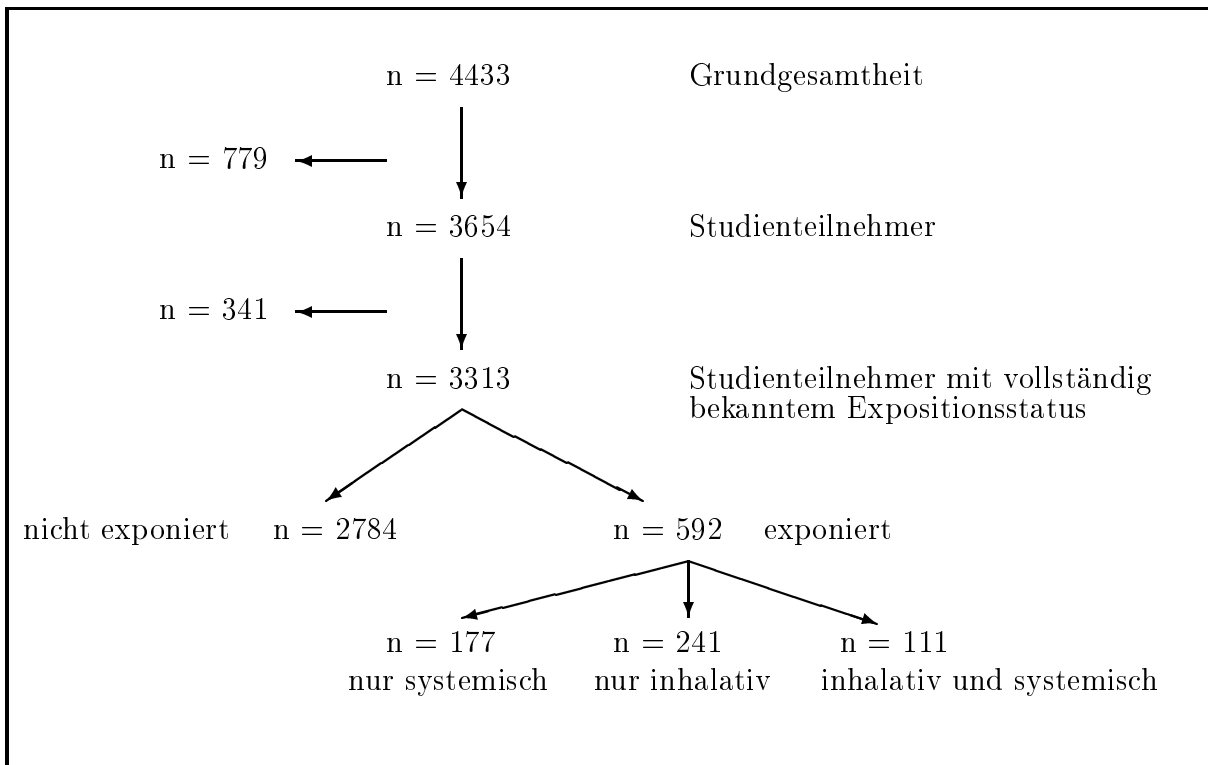 n = 4433 Grundgesamtheit
n = 779
n = 3654 Studienteilnehmer
n = 341
n = 3313 Studienteilnehmer mit vollständig
bekanntem Expositionsstatus
nicht exponiert n = 2784 n = 592 exponiert
n = 177 n = 241 n = 111
nur systemisch nur inhalativ inhalativ und systemisch